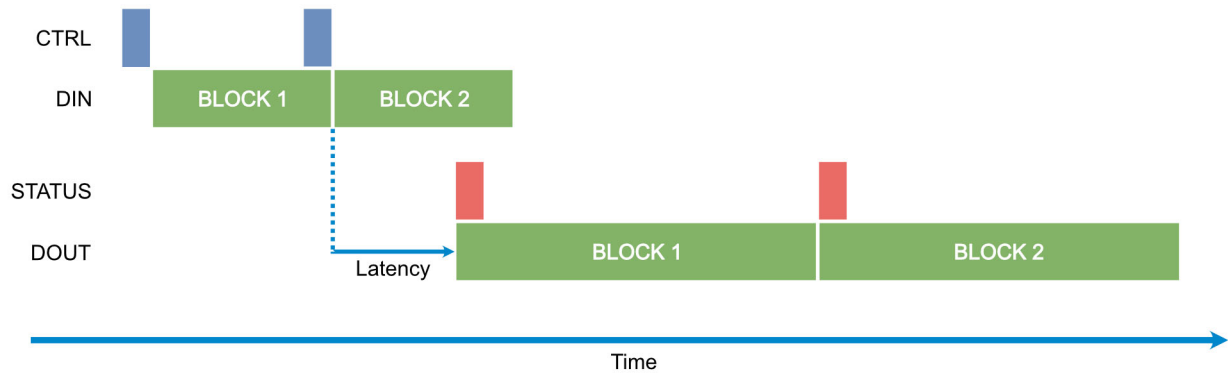 CTRL
DIN
BLOCK 1
BLOCK 2
STATUS
DOUT
BLOCK 1
BLOCK 2
Latency
Time